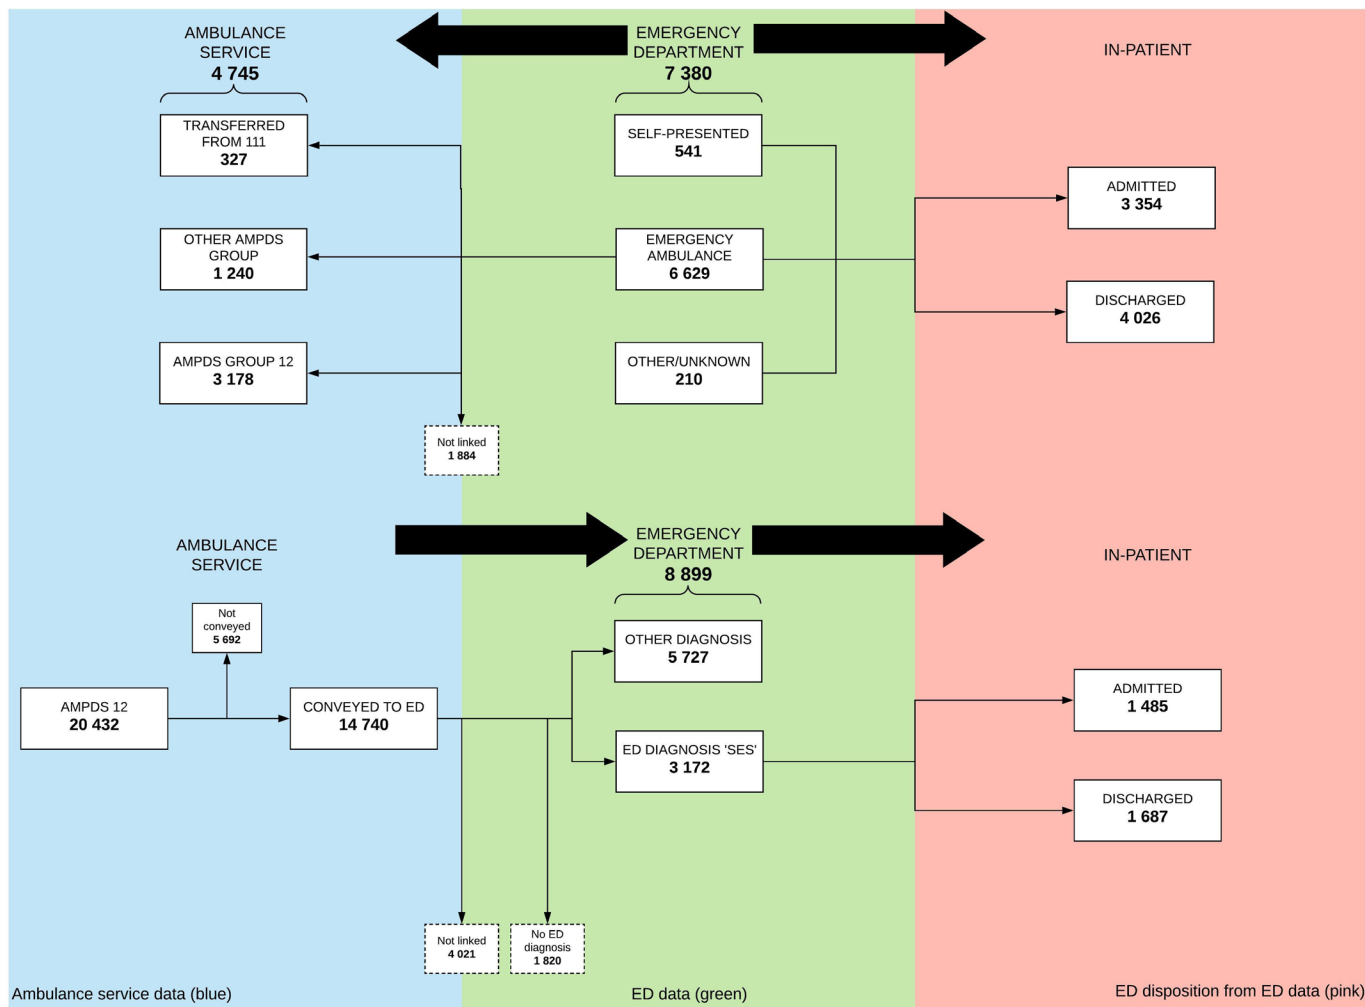 AMBULANCE
SERVICE
4 745
EMERGENCY
DEPARTMENT
7 380
IN-PATIENT
TRANSFERRED
FROM 111
327
SELF-PRESENTED
541
ADMITTED
3 354
OTHER AMPDS
GROUP
1 240
EMERGENCY
AMBULANCE
6 629
DISCHARGED
4 026
AMPDS GROUP 12
3 178
OTHER/UNKNOWN
210
Not linked
1 884
AMBULANCE
SERVICE
EMERGENCY
DEPARTMENT
8 899
IN-PATIENT
Not
conveyed
5 692
OTHER DIAGNOSIS
5 727
AMPDS 12
20 432
CONVEYED TO ED
14 740
ADMITTED
1 485
ED DIAGNOSIS 'SES'
3 172
DISCHARGED
1 687
Not linked
4 021
No ED
diagnosis
1 820
Ambulance service data (blue)
ED data (green)
ED disposition from ED data (pink)